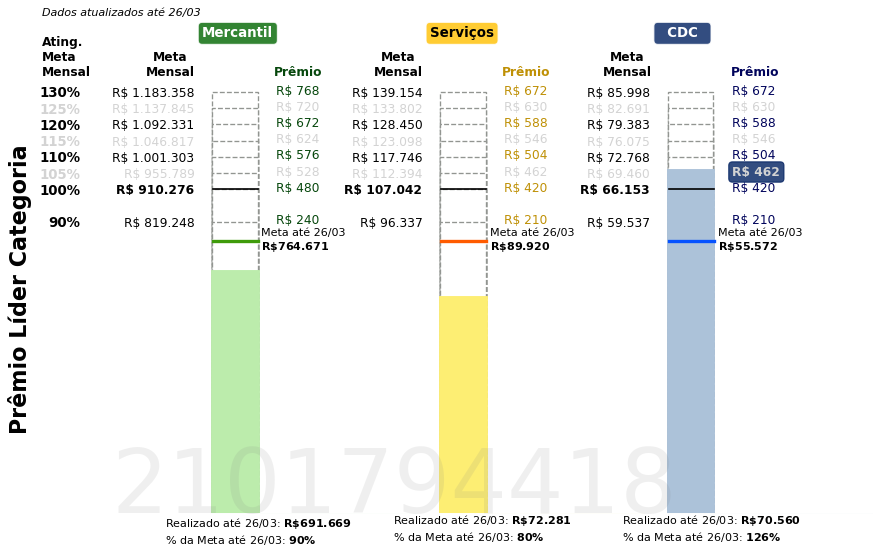 Dados atualizados até 26/03
Mercantil Serviços CDC
Ating. Meta Mensal
Meta Mensal Prêmio Meta Mensal Prêmio Meta Mensal Prêmio
130% R$ 1.183.358 R$ 768 R$ 139.154 R$ 672 R$ 85.998 R$ 672
125% R$ 1.137.845 R$ 720 R$ 133.802 R$ 630 R$ 82.691 R$ 630
120% R$ 1.092.331 R$ 672 R$ 128.450 R$ 588 R$ 79.383 R$ 588
115% R$ 1.046.817 R$ 624 R$ 123.098 R$ 546 R$ 76.075 R$ 546
110% R$ 1.001.303 R$ 576 R$ 117.746 R$ 504 R$ 72.768 R$ 504
105% R$ 955.789 R$ 528 R$ 112.394 R$ 462 R$ 69.460 R$ 462
100% R$ 910.276 R$ 480 R$ 107.042 R$ 420 R$ 66.153 R$ 420
90% R$ 819.248 R$ 240 R$ 96.337 R$ 210 R$ 59.537 R$ 210
Meta até 26/03 Meta até 26/03 Meta até 26/03
R$764.671 R$89.920 R$55.572
Prêmio Líder Categoria
2101794418
Realizado até 26/03: R$691.669 Realizado até 26/03: R$72.281 Realizado até 26/03: R$70.560
% da Meta até 26/03: 90% % da Meta até 26/03: 80% % da Meta até 26/03: 126%